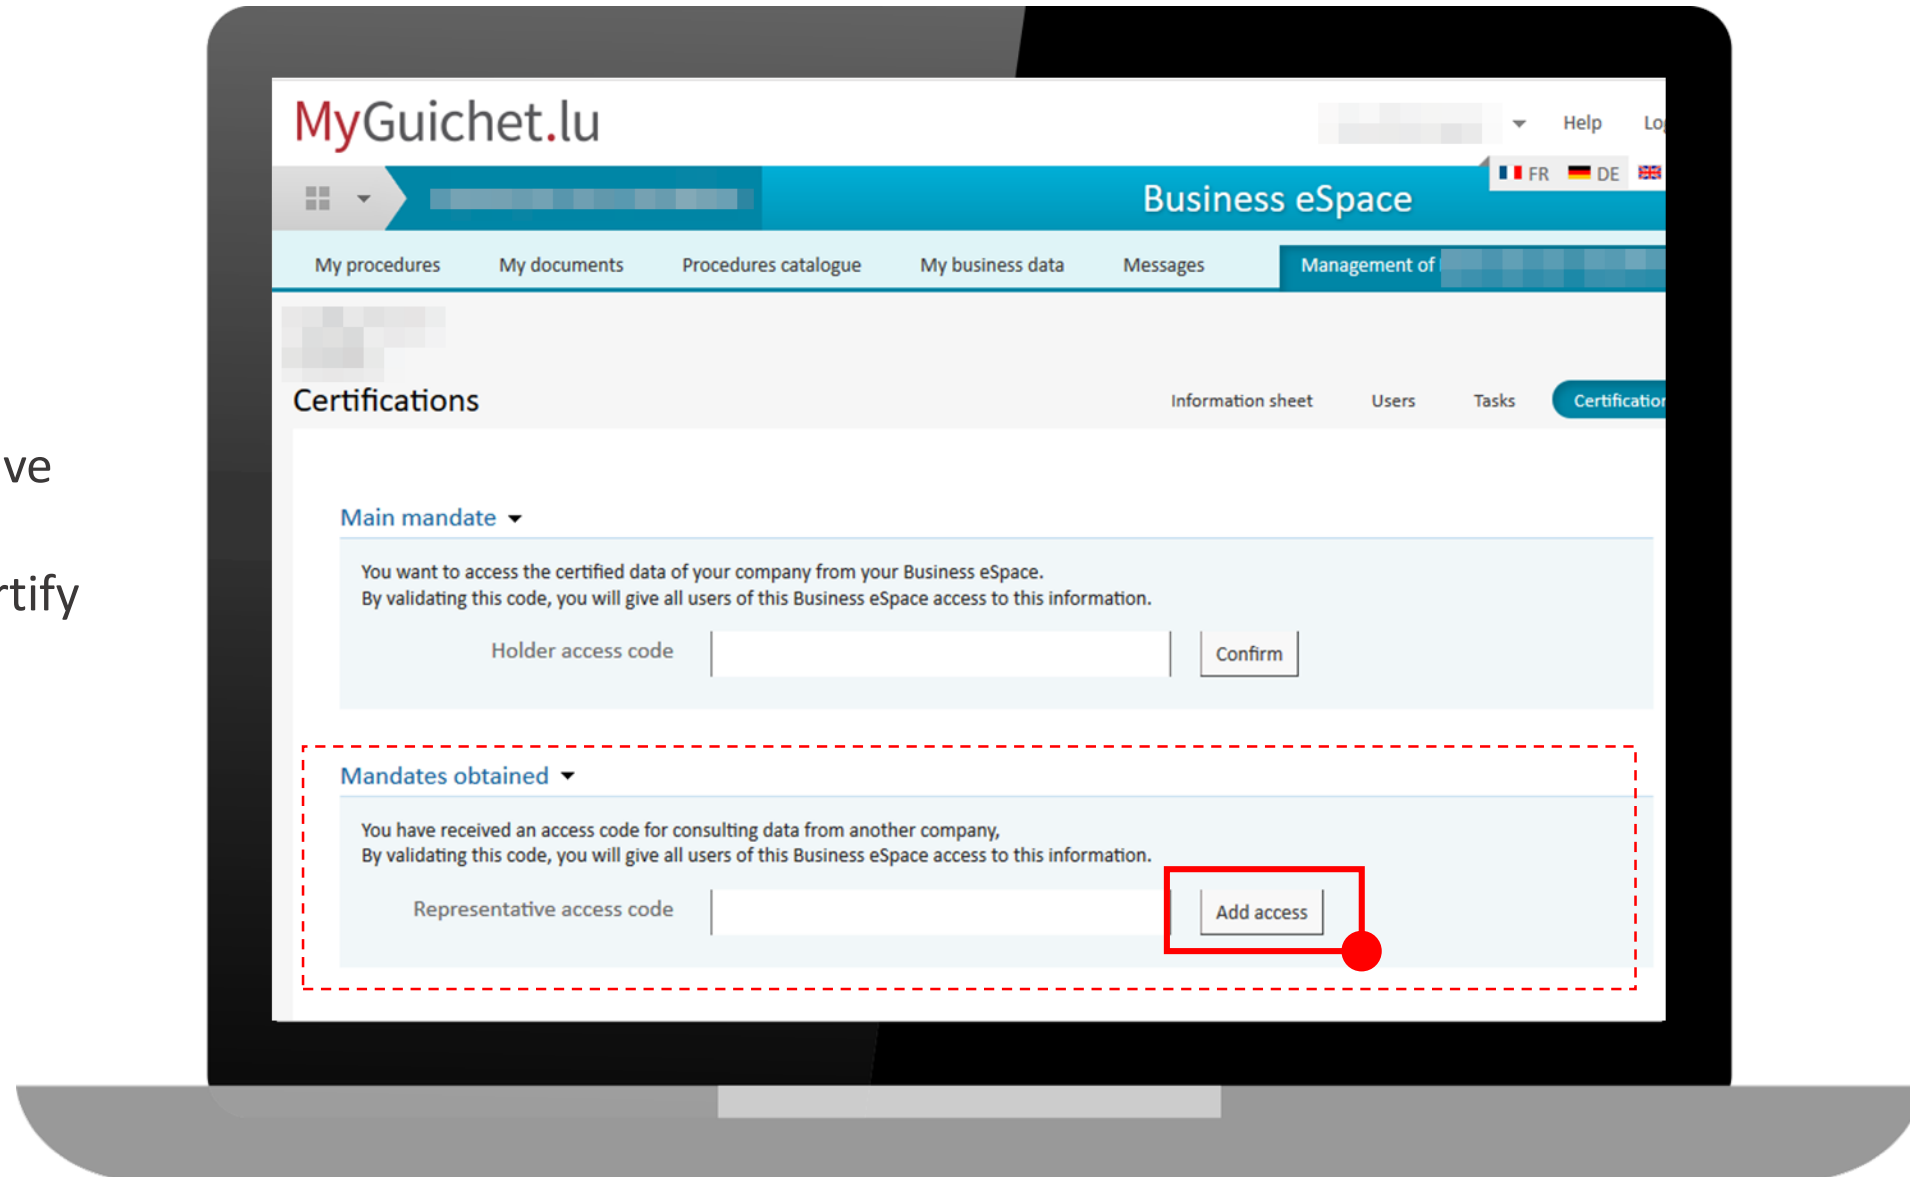 MyGuichet.lu
Help
FR DE
Business eSpace
My procedures My documents Procedures catalogue My business data Messages Management of
Certifications
Information sheet Users Tasks Certification
ve
rtify
Main mandate
You want to access the certified data of your company from your Business eSpace.
By validating this code, you will give all users of this Business eSpace access to this information.
Holder access code Confirm
Mandates obtained
You have received an access code for consulting data from another company,
By validating this code, you will give all users of this Business eSpace access to this information.
Representative access code Add access